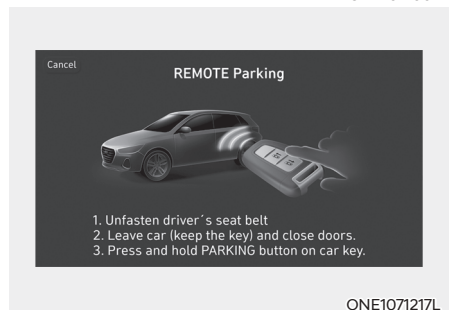 Cancel
REMOTE Parking
1. Unfasten driver´s seat belt
2. Leave car (keep the key) and close doors.
3. Press and hold PARKING button on car key.
ONE1071217L